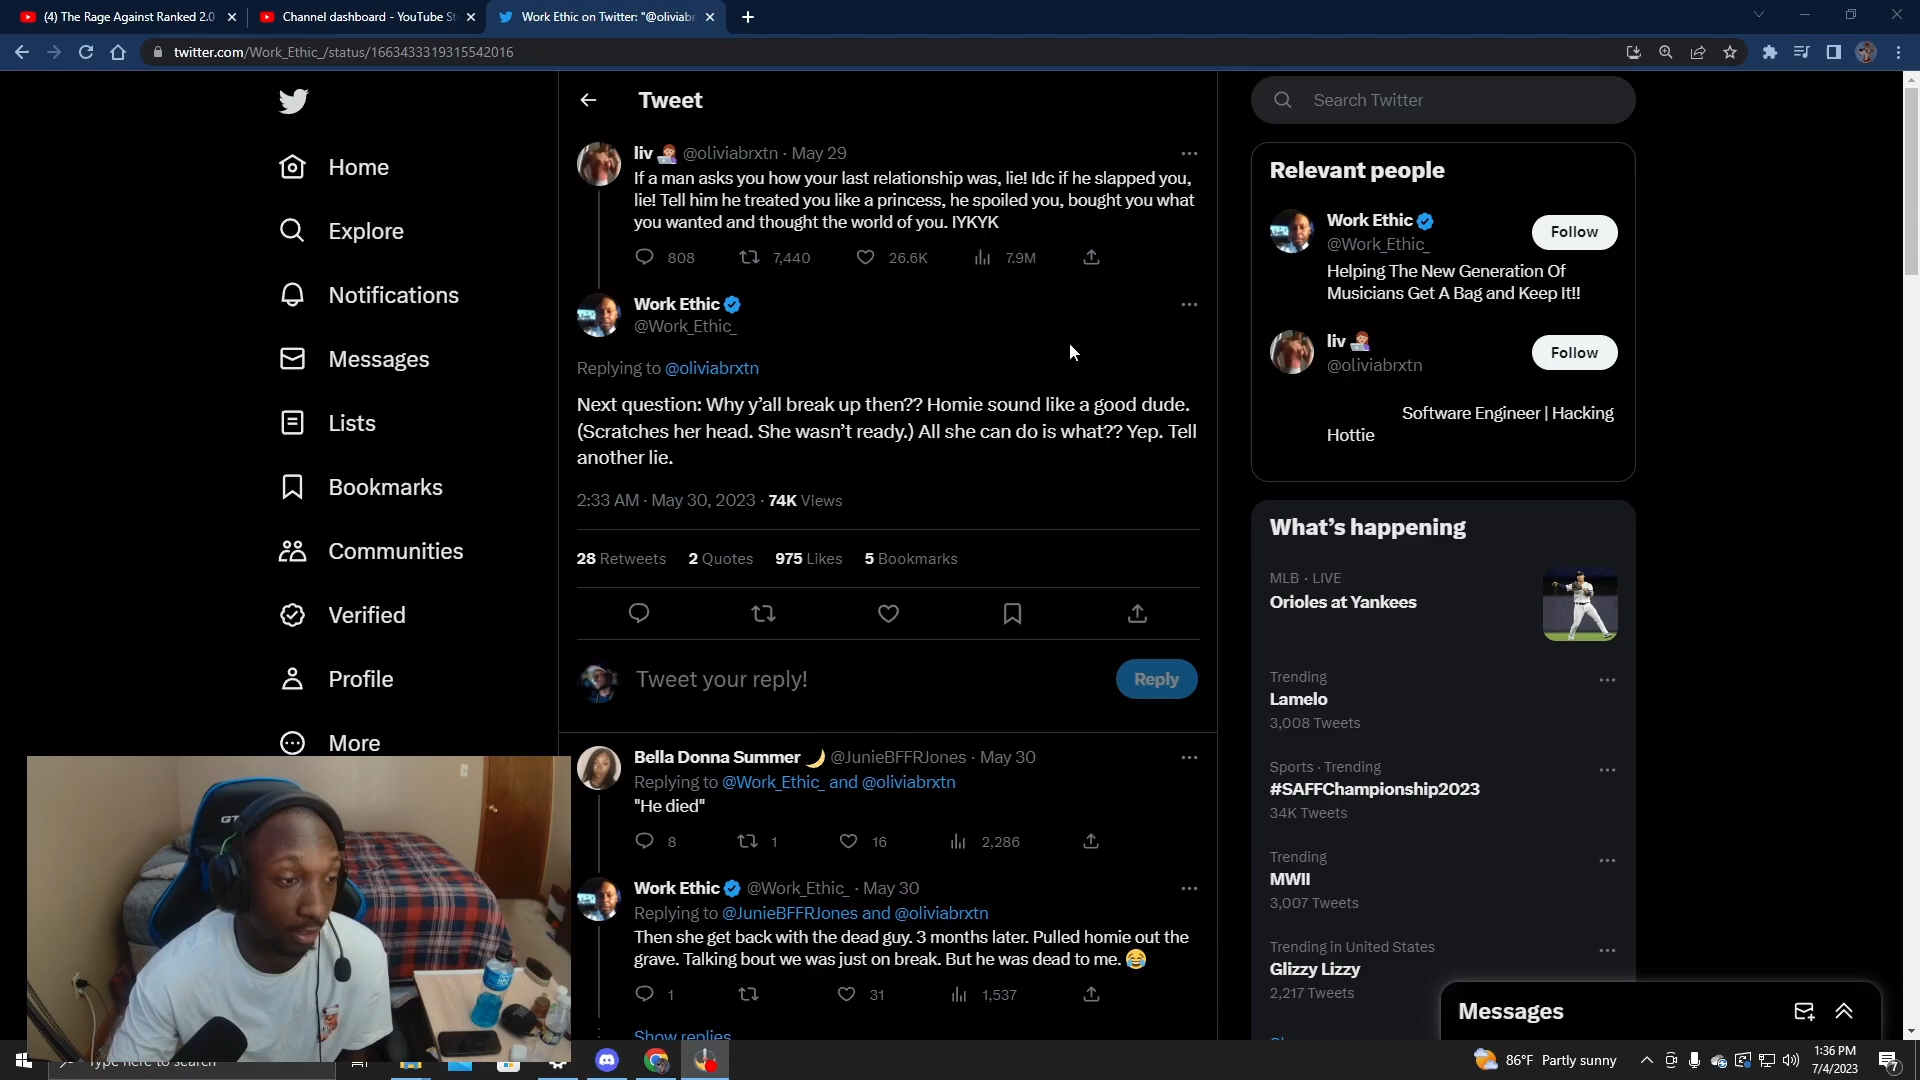 (4) The Rage Against Ranked 2.0
Channel dashboard - YouTube St
Work Ethic on Twitter: "@oliviabr
twitter.com/Work_Ethic_/status/1663433319315542016
Tweet
Search Twitter
Home
Explore
Notifications
Messages
Lists
Bookmarks
Communities
Verified
Profile
More
liv @oliviabrxtn · May 29
If a man asks you how your last relationship was, lie! Idc if he slapped you,
lie! Tell him he treated you like a princess, he spoiled you, bought you what
you wanted and thought the world of you. IYKYK
808 7,440 26.6K 7.9M
Work Ethic
@Work_Ethic_
Replying to @oliviabrxtn
Next question: Why y’all break up then?? Homie sound like a good dude.
(Scratches her head. She wasn’t ready.) All she can do is what?? Yep. Tell
another lie.
2:33 AM · May 30, 2023 · 74K Views
28 Retweets 2 Quotes 975 Likes 5 Bookmarks
Tweet your reply!
Reply
Bella Donna Summer @JunieBFFRJones · May 30
Replying to @Work_Ethic_ and @oliviabrxtn
"He died"
8 1 16 2,286
Work Ethic @Work_Ethic_ · May 30
Replying to @JunieBFFRJones and @oliviabrxtn
Then she get back with the dead guy. 3 months later. Pulled homie out the
grave. Talking bout we was just on break. But he was dead to me.
1 31 1,537
Show replies
Relevant people
Work Ethic
@Work_Ethic_
Follow
Helping The New Generation Of
Musicians Get A Bag and Keep It!!
liv
@oliviabrxtn
Follow
Software Engineer | Hacking
Hottie
What’s happening
MLB · LIVE
Orioles at Yankees
Trending
Lamelo
3,008 Tweets
Sports · Trending
#SAFFChampionship2023
34K Tweets
Trending
MWII
3,007 Tweets
Trending in United States
Glizzy Lizzy
2,217 Tweets
Messages
GT
Type here to search
86°F Partly sunny
1:36 PM
7/4/2023
7